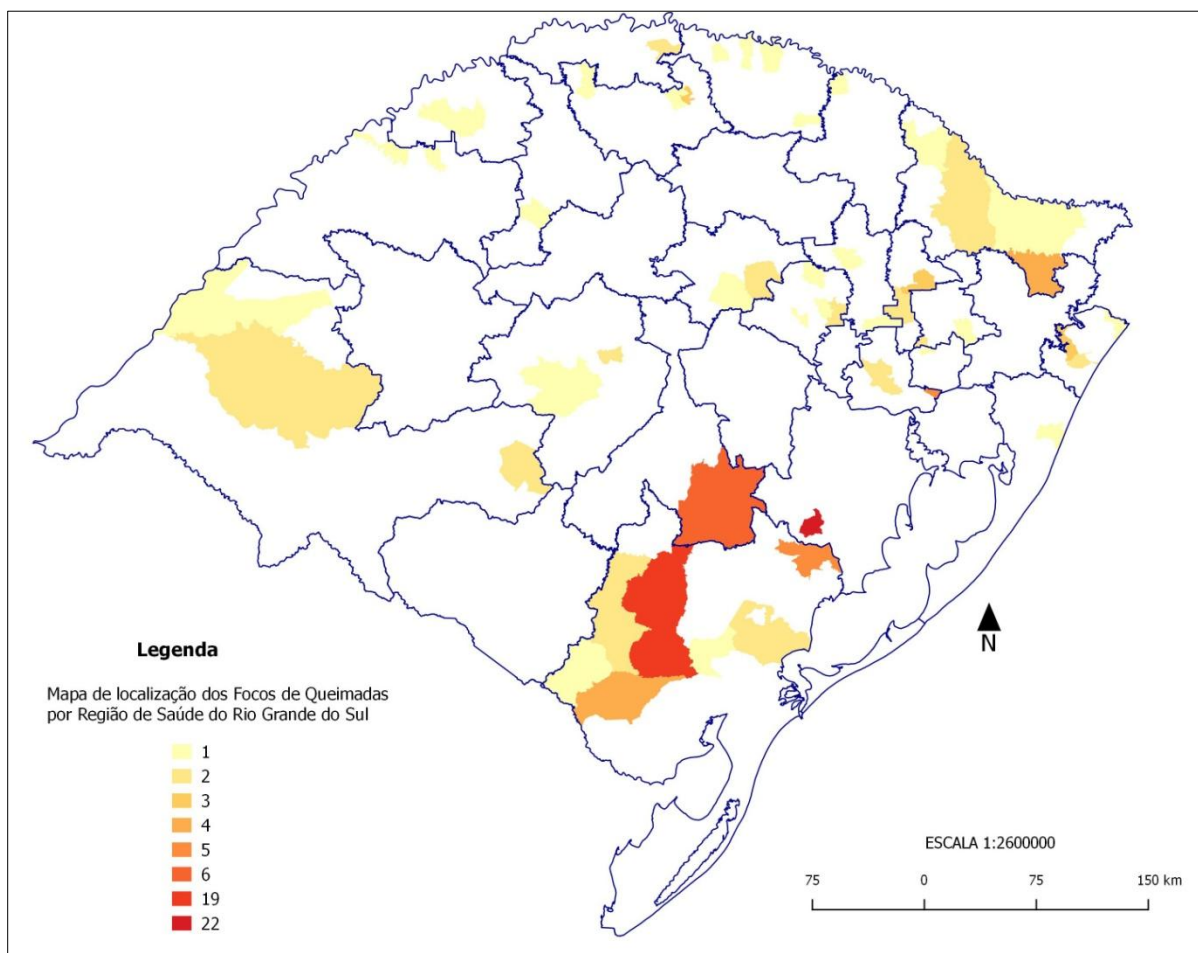 N
Legenda
Mapa de localização dos Focos de Queimadas
por Região de Saúde do Rio Grande do Sul
1
2
3
4
5
6
19
22
ESCALA 1:2600000
75 0 75 150 km